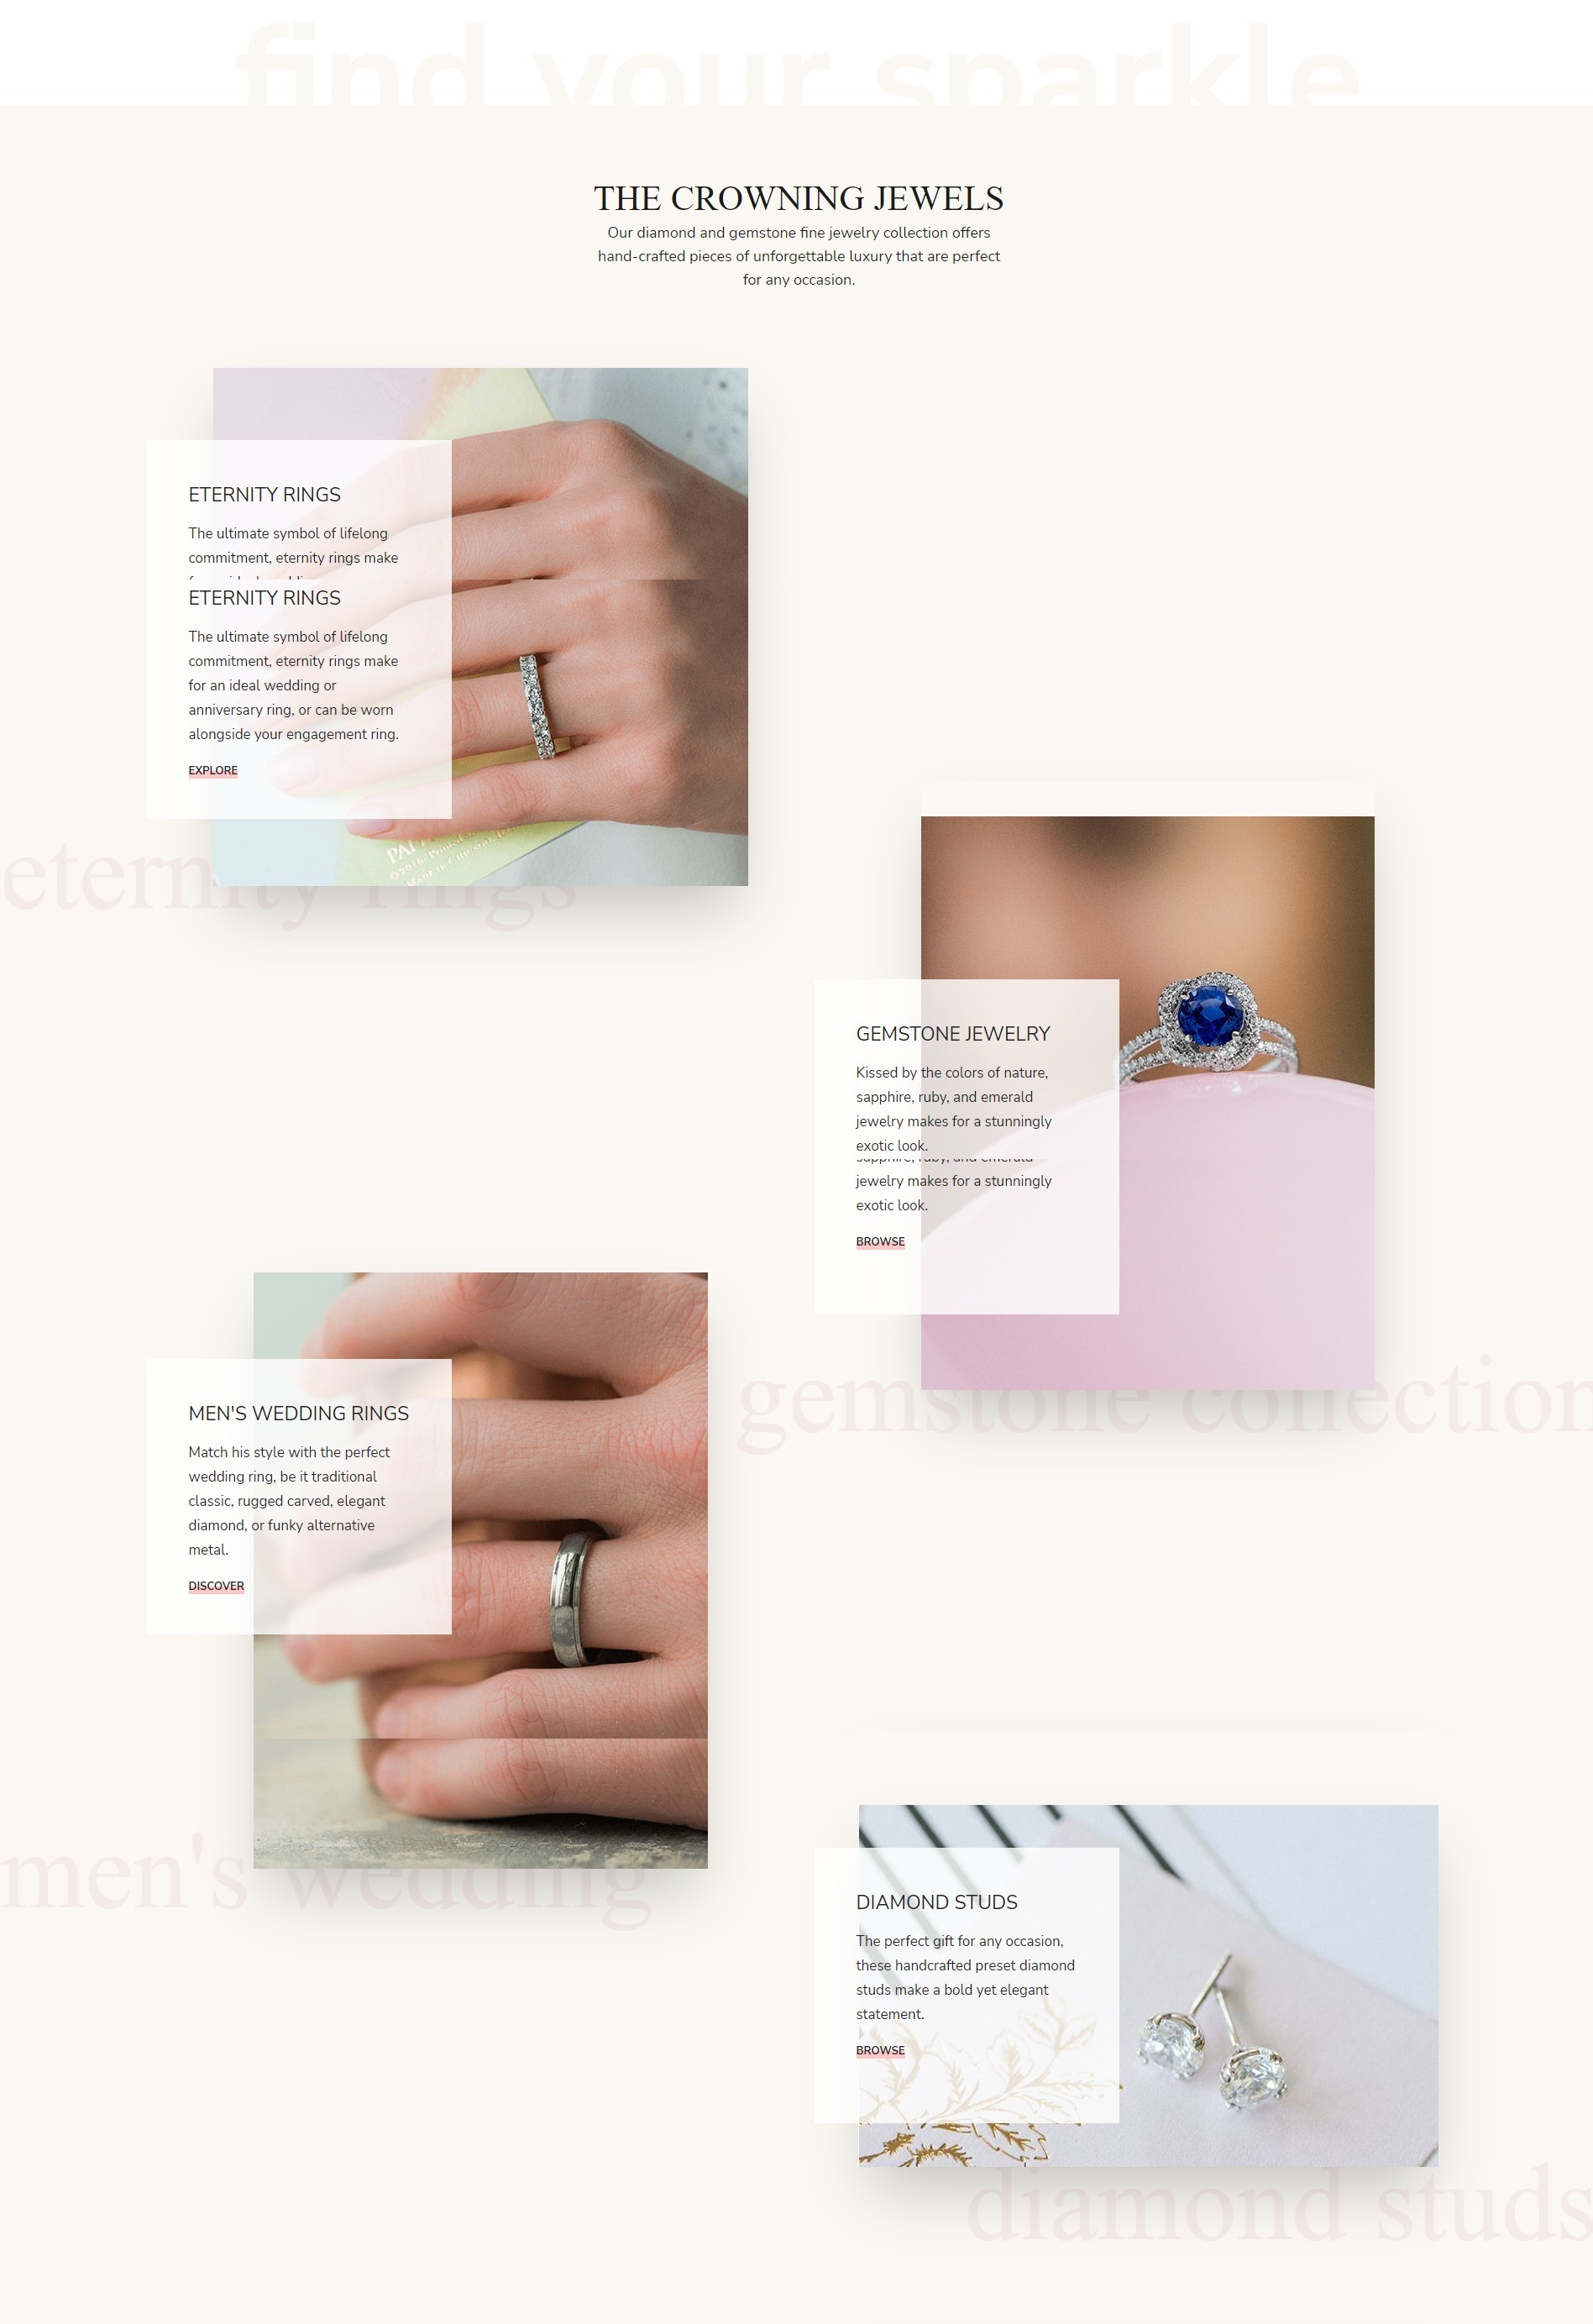 find your sparkle
THE CROWNING JEWELS
Our diamond and gemstone fine jewelry collection offers
hand-crafted pieces of unforgettable luxury that are perfect
for any occasion.
ETERNITY RINGS
The ultimate symbol of lifelong
commitment, eternity rings make
ETERNITY RINGS
The ultimate symbol of lifelong
commitment, eternity rings make
for an ideal wedding or
anniversary ring, or can be worn
alongside your engagement ring.
EXPLORE
eternity rings
GEMSTONE JEWELRY
Kissed by the colors of nature,
sapphire, ruby, and emerald
jewelry makes for a stunningly
exotic look.
sapphire, ruby, and emerald
jewelry makes for a stunningly
exotic look.
BROWSE
gemstone collection
MEN'S WEDDING RINGS
Match his style with the perfect
wedding ring, be it traditional
classic, rugged carved, elegant
diamond, or funky alternative
metal.
DISCOVER
men's wedding
DIAMOND STUDS
The perfect gift for any occasion,
these handcrafted preset diamond
studs make a bold yet elegant
statement.
BROWSE
diamond studs